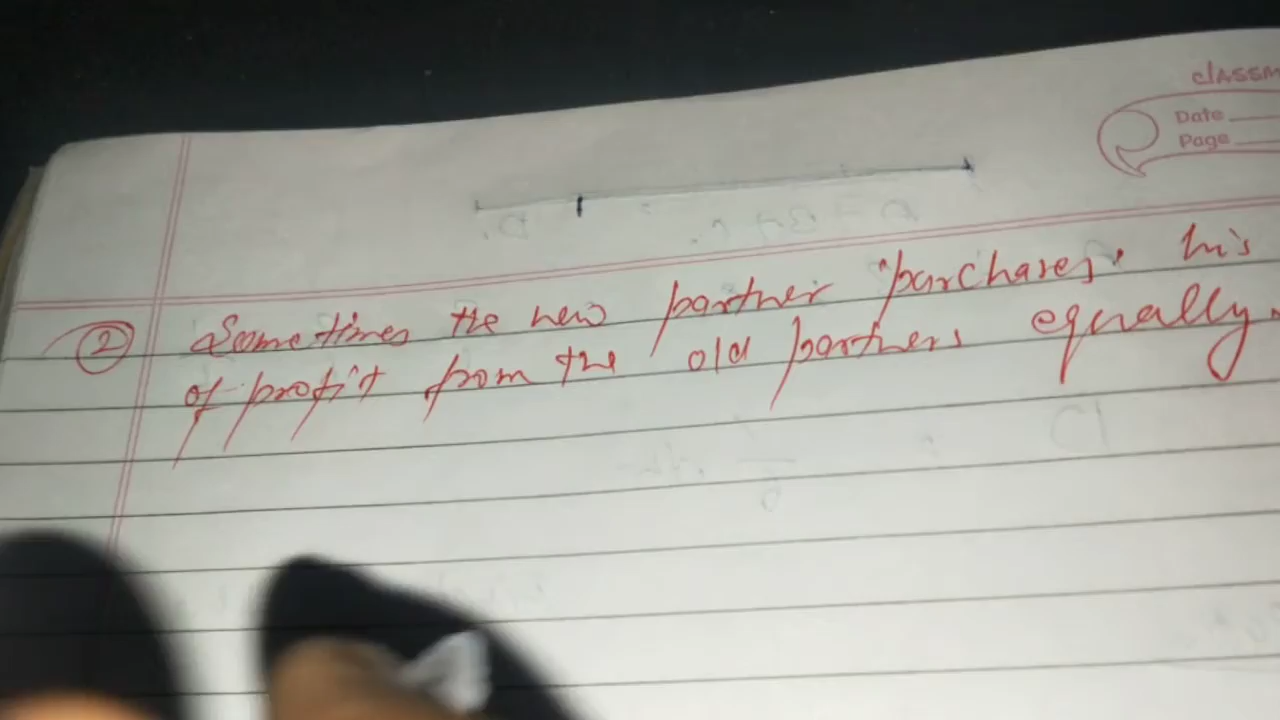 classm
Date
Page
② Sometimes the new partner purchases his
of profit from the old partners equally.